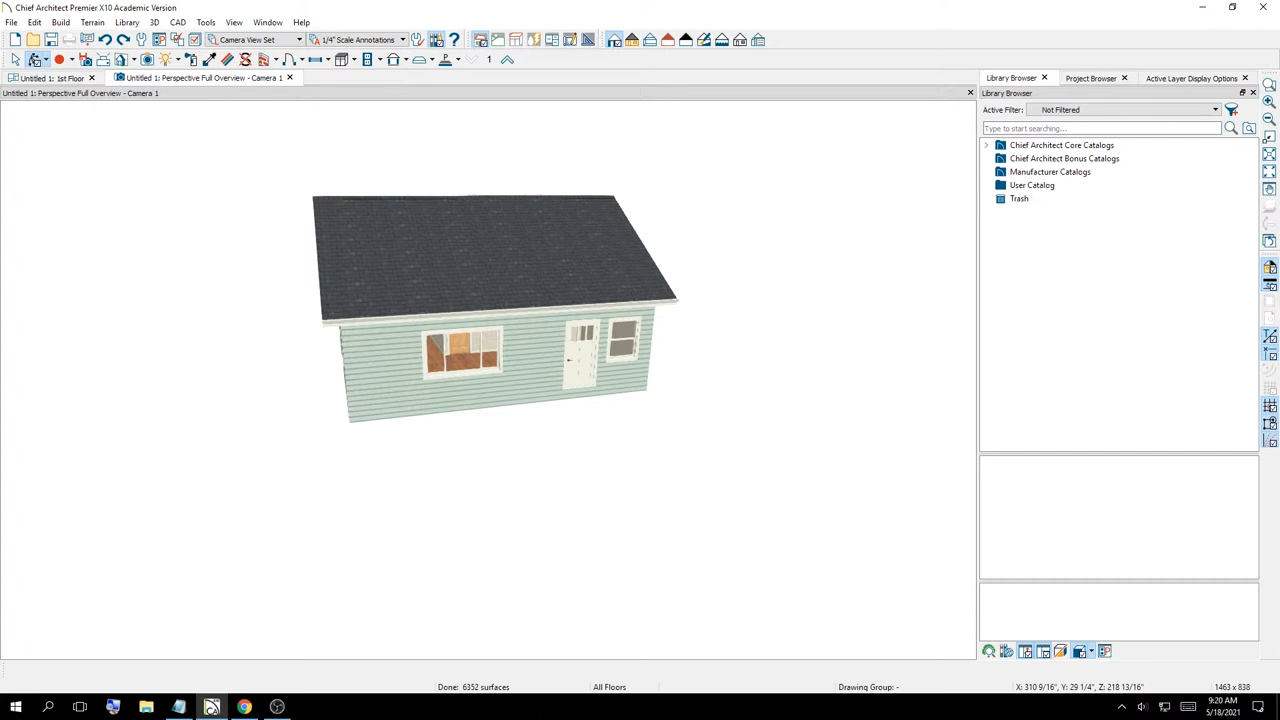 Chief Architect Premier X10 Academic Version
File Edit Build Terrain Library 3D CAD Tools View Window Help
Camera View Set 1/4" Scale Annotations
1
Untitled 1: 1st Floor Untitled 1: Perspective Full Overview - Camera 1
Untitled 1: Perspective Full Overview - Camera 1
Library Browser Project Browser Active Layer Display Options
Library Browser
Active Filter: Not Filtered
Type to start searching...
Chief Architect Core Catalogs
Chief Architect Bonus Catalogs
Manufacturer Catalogs
User Catalog
Trash
Done: 6352 surfaces All Floors Drawing Group: - X: 310 9/16", Y: 29 1/4", Z: 218 13/16" 1463 x 838
9:20 AM
5/18/2021